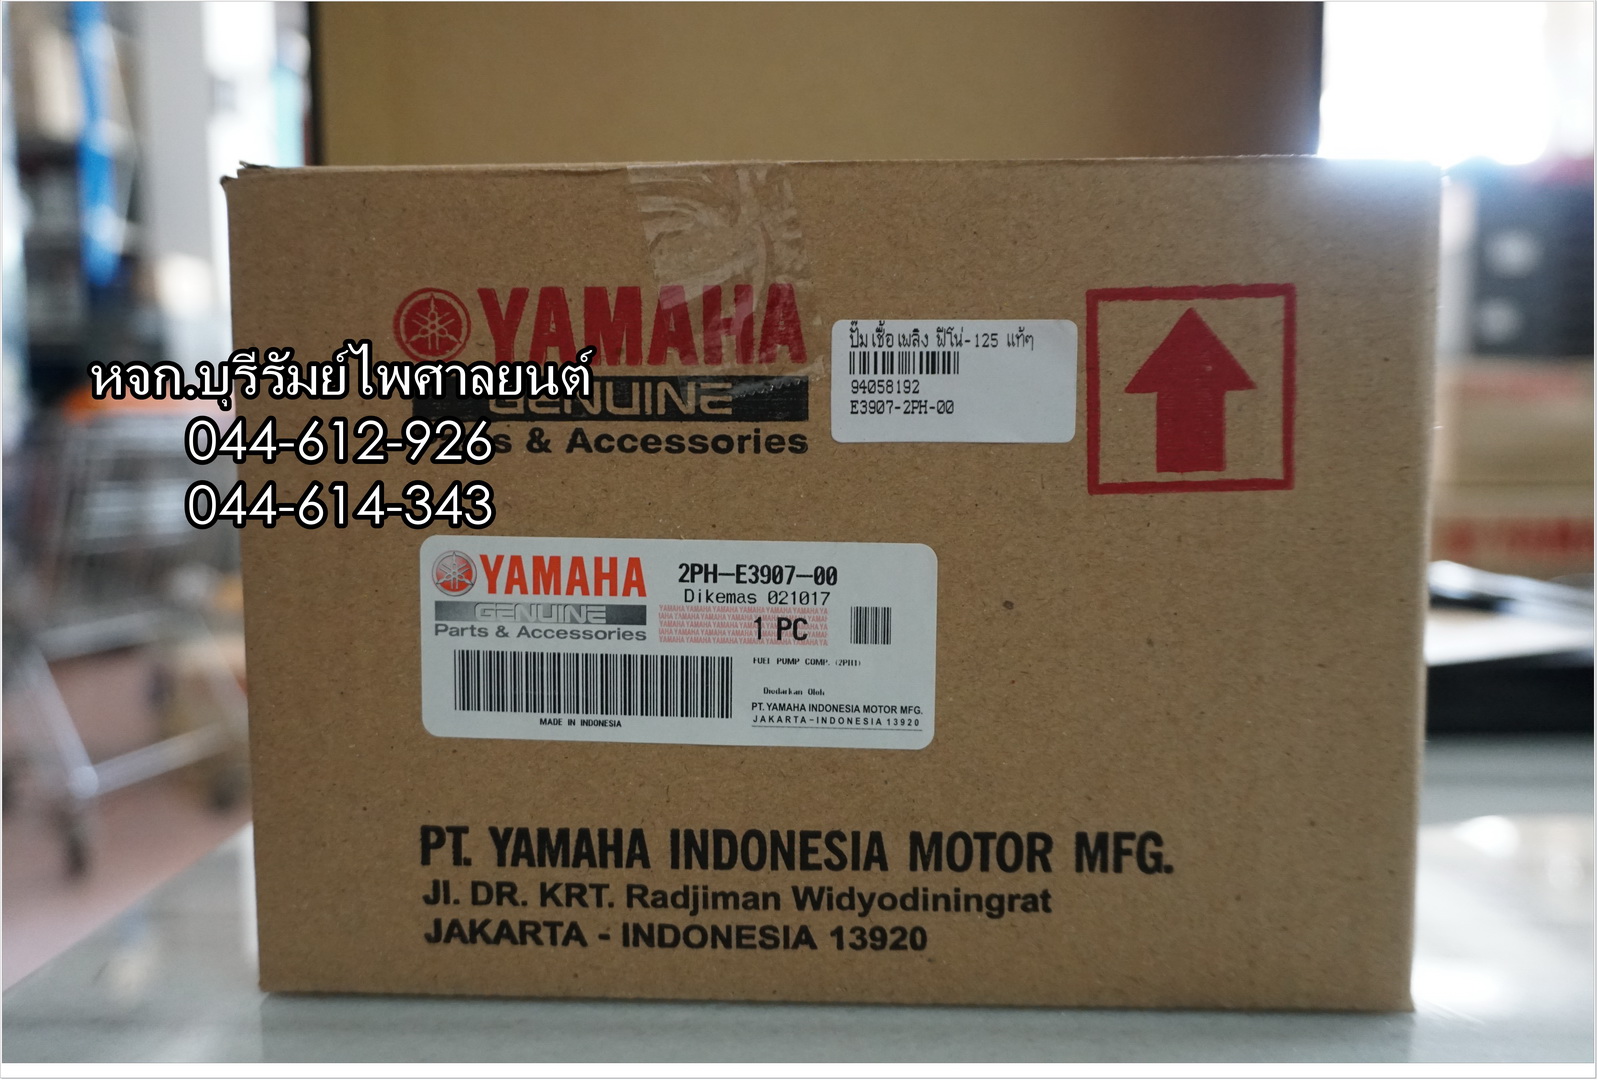 YAMAHA
GENUINE
& Accessories
ปั๊มเชื้อเพลิง ฟีโน่-125 แท้ๆ
94058192
E3907-2PH-00
หจก.บุรีรัมย์ไพศาลยนต์
044-612-926
044-614-343
YAMAHA
GENUINE
Parts & Accessories
2PH-E3907-00
Dikemas 021017
1 PC
FUEL PUMP COMP. (2PH1)
Diedarkan Oleh
PT. YAMAHA INDONESIA MOTOR MFG.
JAKARTA-INDONESIA 13920
MADE IN INDONESIA
PT. YAMAHA INDONESIA MOTOR MFG.
Jl. DR. KRT. Radjiman Widyodiningrat
JAKARTA - INDONESIA 13920